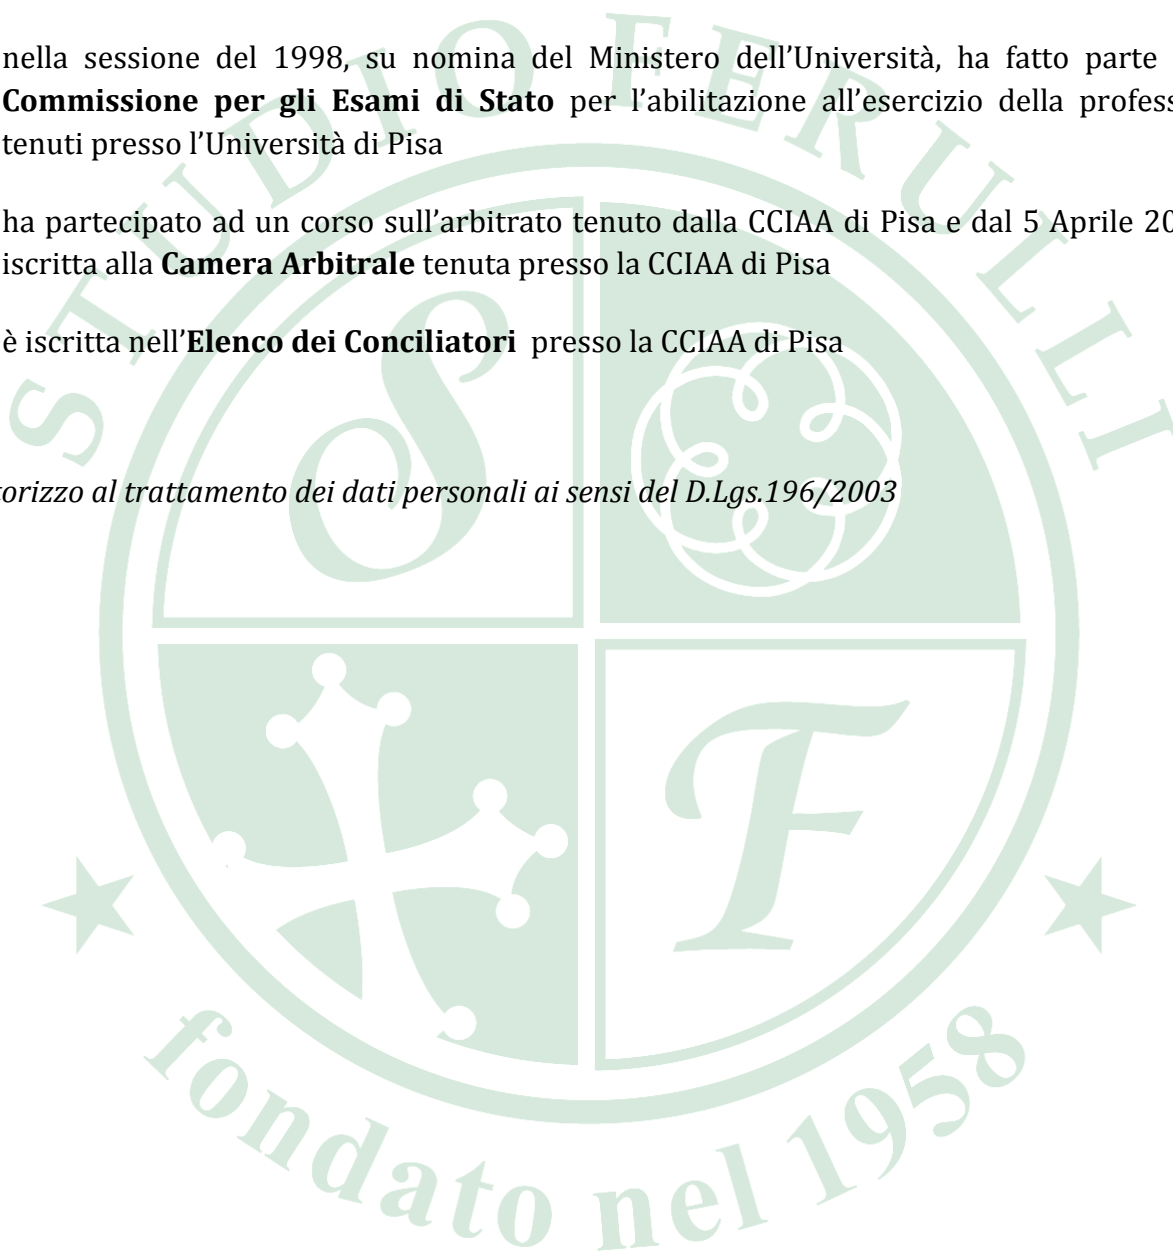 STUDIO FERULLI
nella sessione del 1998, su nomina del Ministero dell’Università, ha fatto parte
Commissione per gli Esami di Stato per l’abilitazione all’esercizio della profess
tenuti presso l’Università di Pisa
ha partecipato ad un corso sull’arbitrato tenuto dalla CCIAA di Pisa e dal 5 Aprile 20
iscritta alla Camera Arbitrale tenuta presso la CCIAA di Pisa
è iscritta nell’Elenco dei Conciliatori presso la CCIAA di Pisa
torizzo al trattamento dei dati personali ai sensi del D.Lgs.196/2003
S
F
fondato nel 1958